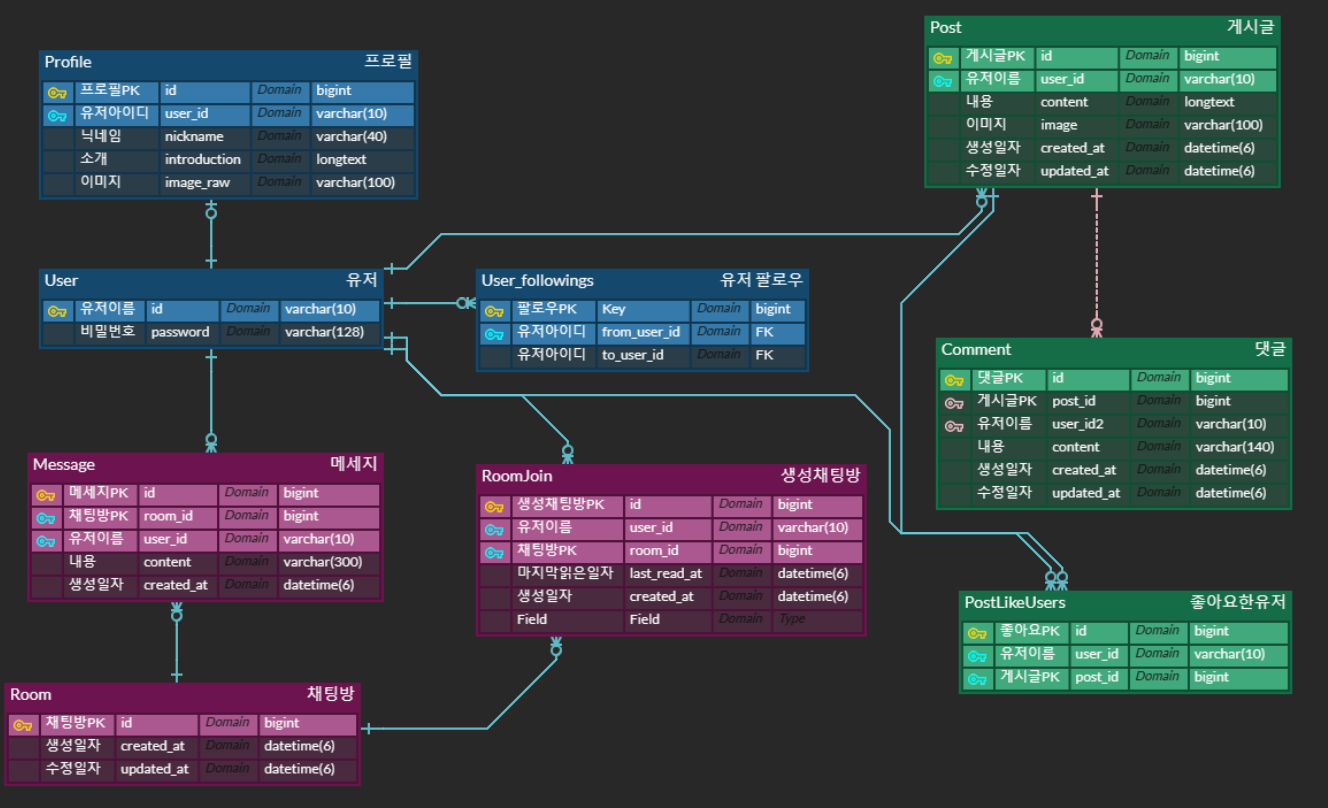 Profile 프로필
프로필PK id Domain bigint
유저아이디 user_id Domain varchar(10)
닉네임 nickname Domain varchar(40)
소개 introduction Domain longtext
이미지 image_raw Domain varchar(100)
Post 게시글
게시글PK id Domain bigint
유저이름 user_id Domain varchar(10)
내용 content Domain longtext
이미지 image Domain varchar(100)
생성일자 created_at Domain datetime(6)
수정일자 updated_at Domain datetime(6)
User 유저
유저이름 id Domain varchar(10)
비밀번호 password Domain varchar(128)
User_followings 유저 팔로우
팔로우PK Key Domain bigint
유저아이디 from_user_id Domain FK
유저아이디 to_user_id Domain FK
Comment 댓글
댓글PK id Domain bigint
게시글PK post_id Domain bigint
유저이름 user_id2 Domain varchar(10)
내용 content Domain varchar(140)
생성일자 created_at Domain datetime(6)
수정일자 updated_at Domain datetime(6)
Message 메세지
메세지PK id Domain bigint
채팅방PK room_id Domain bigint
유저이름 user_id Domain varchar(10)
내용 content Domain varchar(300)
생성일자 created_at Domain datetime(6)
RoomJoin 생성채팅방
생성채팅방PK id Domain bigint
유저이름 user_id Domain varchar(10)
채팅방PK room_id Domain bigint
마지막읽은일자 last_read_at Domain datetime(6)
생성일자 created_at Domain datetime(6)
Field Field Domain Type
PostLikeUsers 좋아요한유저
좋아요PK id Domain bigint
유저이름 user_id Domain varchar(10)
게시글PK post_id Domain bigint
Room 채팅방
채팅방PK id Domain bigint
생성일자 created_at Domain datetime(6)
수정일자 updated_at Domain datetime(6)